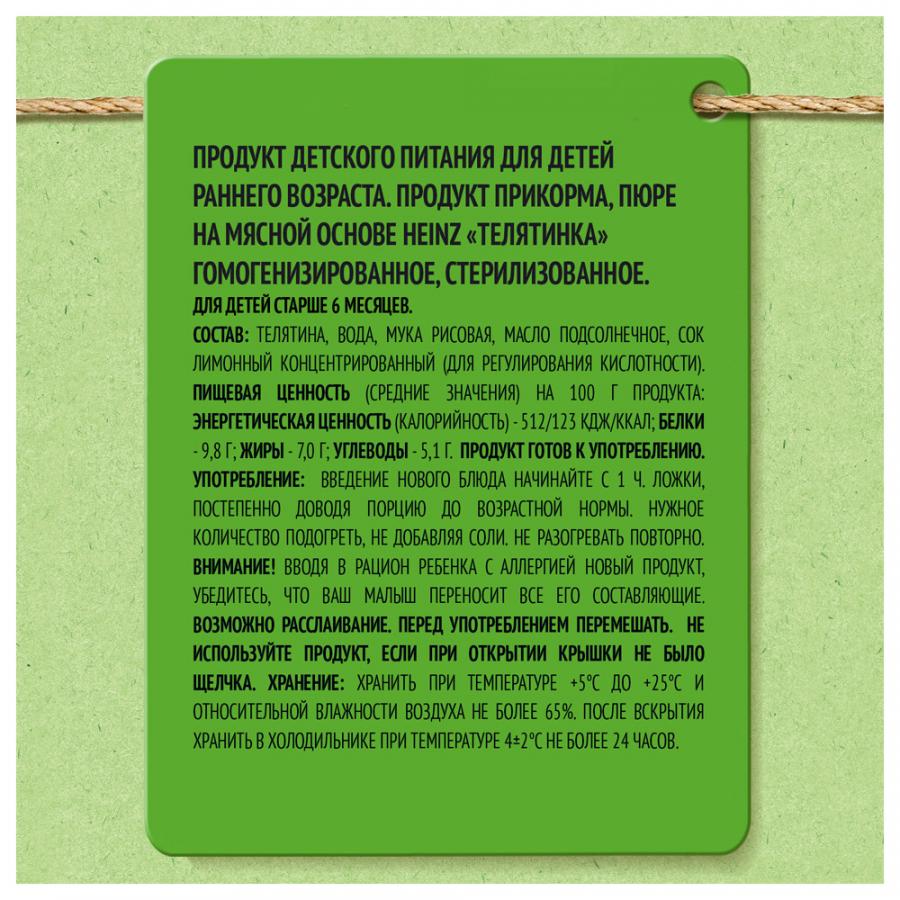 ПРОДУКТ ДЕТСКОГО ПИТАНИЯ ДЛЯ ДЕТЕЙ
РАННЕГО ВОЗРАСТА. ПРОДУКТ ПРИКОРМА, ПЮРЕ
НА МЯСНОЙ ОСНОВЕ HEINZ «ТЕЛЯТИНКА»
ГОМОГЕНИЗИРОВАННОЕ, СТЕРИЛИЗОВАННОЕ.
ДЛЯ ДЕТЕЙ СТАРШЕ 6 МЕСЯЦЕВ.
СОСТАВ: ТЕЛЯТИНА, ВОДА, МУКА РИСОВАЯ, МАСЛО ПОДСОЛНЕЧНОЕ, СОК
ЛИМОННЫЙ КОНЦЕНТРИРОВАННЫЙ (ДЛЯ РЕГУЛИРОВАНИЯ КИСЛОТНОСТИ).
ПИЩЕВАЯ ЦЕННОСТЬ (СРЕДНИЕ ЗНАЧЕНИЯ) НА 100 Г ПРОДУКТА:
ЭНЕРГЕТИЧЕСКАЯ ЦЕННОСТЬ (КАЛОРИЙНОСТЬ) - 512/123 КДЖ/ККАЛ; БЕЛКИ
- 9,8 Г; ЖИРЫ - 7,0 Г; УГЛЕВОДЫ - 5,1 Г. ПРОДУКТ ГОТОВ К УПОТРЕБЛЕНИЮ.
УПОТРЕБЛЕНИЕ: ВВЕДЕНИЕ НОВОГО БЛЮДА НАЧИНАЙТЕ С 1 Ч. ЛОЖКИ,
ПОСТЕПЕННО ДОВОДЯ ПОРЦИЮ ДО ВОЗРАСТНОЙ НОРМЫ. НУЖНОЕ
КОЛИЧЕСТВО ПОДОГРЕТЬ, НЕ ДОБАВЛЯЯ СОЛИ. НЕ РАЗОГРЕВАТЬ ПОВТОРНО.
ВНИМАНИЕ! ВВОДЯ В РАЦИОН РЕБЕНКА С АЛЛЕРГИЕЙ НОВЫЙ ПРОДУКТ,
УБЕДИТЕСЬ, ЧТО ВАШ МАЛЫШ ПЕРЕНОСИТ ВСЕ ЕГО СОСТАВЛЯЮЩИЕ.
ВОЗМОЖНО РАССЛАИВАНИЕ. ПЕРЕД УПОТРЕБЛЕНИЕМ ПЕРЕМЕШАТЬ. НЕ
ИСПОЛЬЗУЙТЕ ПРОДУКТ, ЕСЛИ ПРИ ОТКРЫТИИ КРЫШКИ НЕ БЫЛО
ЩЕЛЧКА. ХРАНЕНИЕ: ХРАНИТЬ ПРИ ТЕМПЕРАТУРЕ +5°С ДО +25°С И
ОТНОСИТЕЛЬНОЙ ВЛАЖНОСТИ ВОЗДУХА НЕ БОЛЕЕ 65%. ПОСЛЕ ВСКРЫТИЯ
ХРАНИТЬ В ХОЛОДИЛЬНИКЕ ПРИ ТЕМПЕРАТУРЕ 4±2°С НЕ БОЛЕЕ 24 ЧАСОВ.